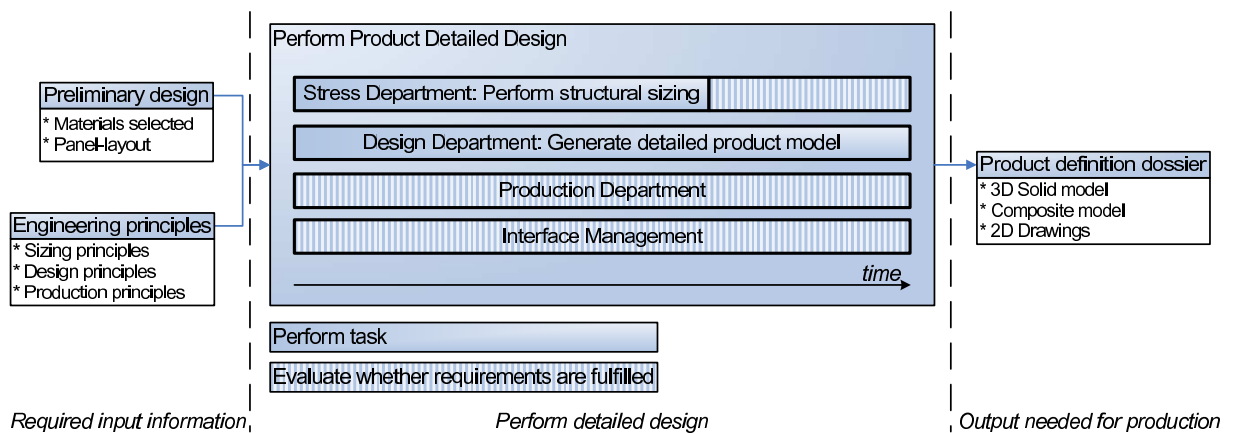 Preliminary design
* Materials selected
* Panel-layout
Engineering principles
* Sizing principles
* Design principles
* Production principles
Perform Product Detailed Design
Stress Department: Perform structural sizing
Design Department: Generate detailed product model
Production Department
Interface Management
time
Perform task
Evaluate whether requirements are fulfilled
Product definition dossier
* 3D Solid model
* Composite model
* 2D Drawings
Required input information
Perform detailed design
Output needed for production